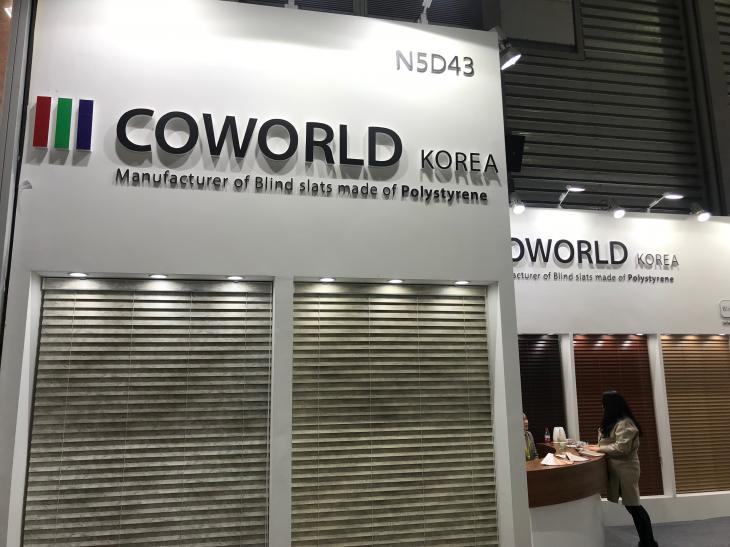 N5D43
COWORLD KOREA
Manufacturer of Blind slats made of Polystyrene
OWORLD KOREA
cturer of Blind slats made of Polystyrene